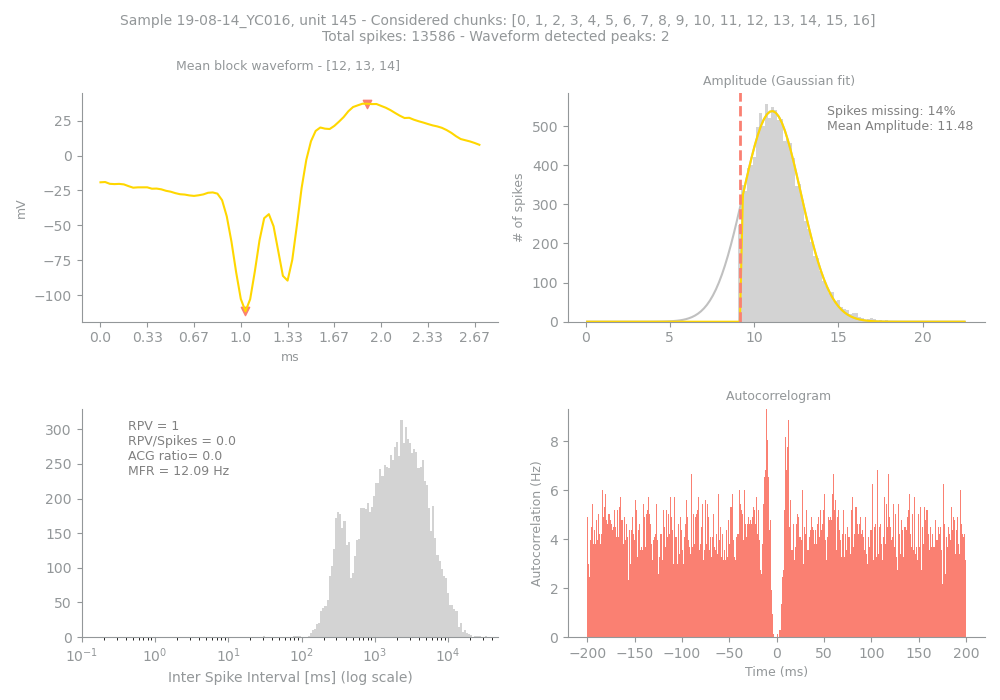 Sample 19-08-14_YC016, unit 145 - Considered chunks: [0, 1, 2, 3, 4, 5, 6, 7, 8, 9, 10, 11, 12, 13, 14, 15, 16]
Total spikes: 13586 - Waveform detected peaks: 2
Mean block waveform - [12, 13, 14]
25
0
−25
−50
−75
−100
mV
0.0 0.33 0.67 1.0 1.33 1.67 2.0 2.33 2.67
ms
Amplitude (Gaussian fit)
Spikes missing: 14%
Mean Amplitude: 11.48
500
400
300
200
100
0
# of spikes
0 5 10 15 20
300
250
200
150
100
50
0
RPV = 1
RPV/Spikes = 0.0
ACG ratio= 0.0
MFR = 12.09 Hz
10⁻¹ 10⁰ 10¹ 10² 10³ 10⁴
Inter Spike Interval [ms] (log scale)
Autocorrelogram
8
6
4
2
0
Autocorrelation (Hz)
−200 −150 −100 −50 0 50 100 150 200
Time (ms)